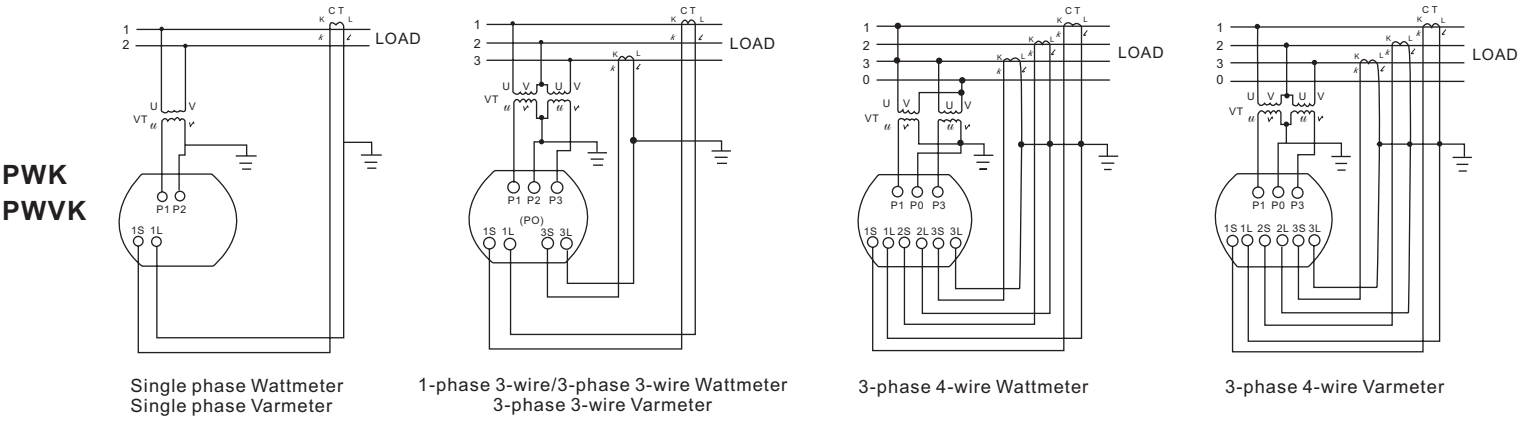 PWK
PWVK
1
2
C T
K L
k ℓ
LOAD
U V
VT u v
P1 P2
1S 1L
Single phase Wattmeter
Single phase Varmeter
1
2
3
C T
K L
k ℓ
K L
k ℓ
LOAD
U V U V
VT u v u v
P1 P2 P3
(PO)
1S 1L 3S 3L
1-phase 3-wire/3-phase 3-wire Wattmeter
3-phase 3-wire Varmeter
1
2
3
0
C T
K L
k ℓ
K L
k ℓ
K L
k ℓ
LOAD
U V U V
VT u v u v
P1 P0 P3
1S 1L 2S 2L 3S 3L
3-phase 4-wire Wattmeter
1
2
3
0
C T
K L
k ℓ
K L
k ℓ
K L
k ℓ
LOAD
U V U V
VT u v u v
P1 P0 P3
1S 1L 2S 2L 3S 3L
3-phase 4-wire Varmeter